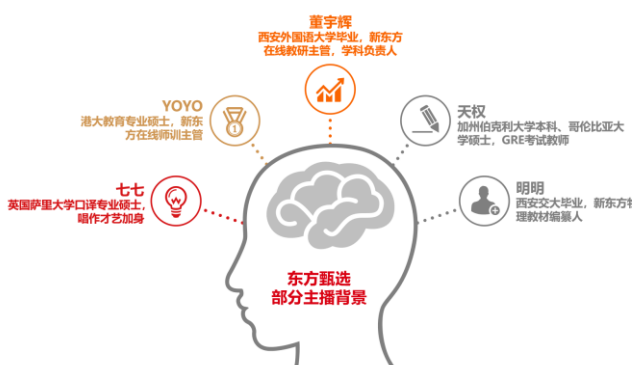 董宇辉
西安外国语大学毕业，新东方
在线教研主管，学科负责人
YOYO
港大教育专业硕士，新东
方在线师训主管
天权
加州伯克利大学本科、哥伦比亚大
学硕士，GRE考试教师
七七
英国萨里大学口译专业硕士，
唱作才艺加身
明明
西安交大毕业，新东方物
理教材编纂人
1
东方甄选
部分主播背景